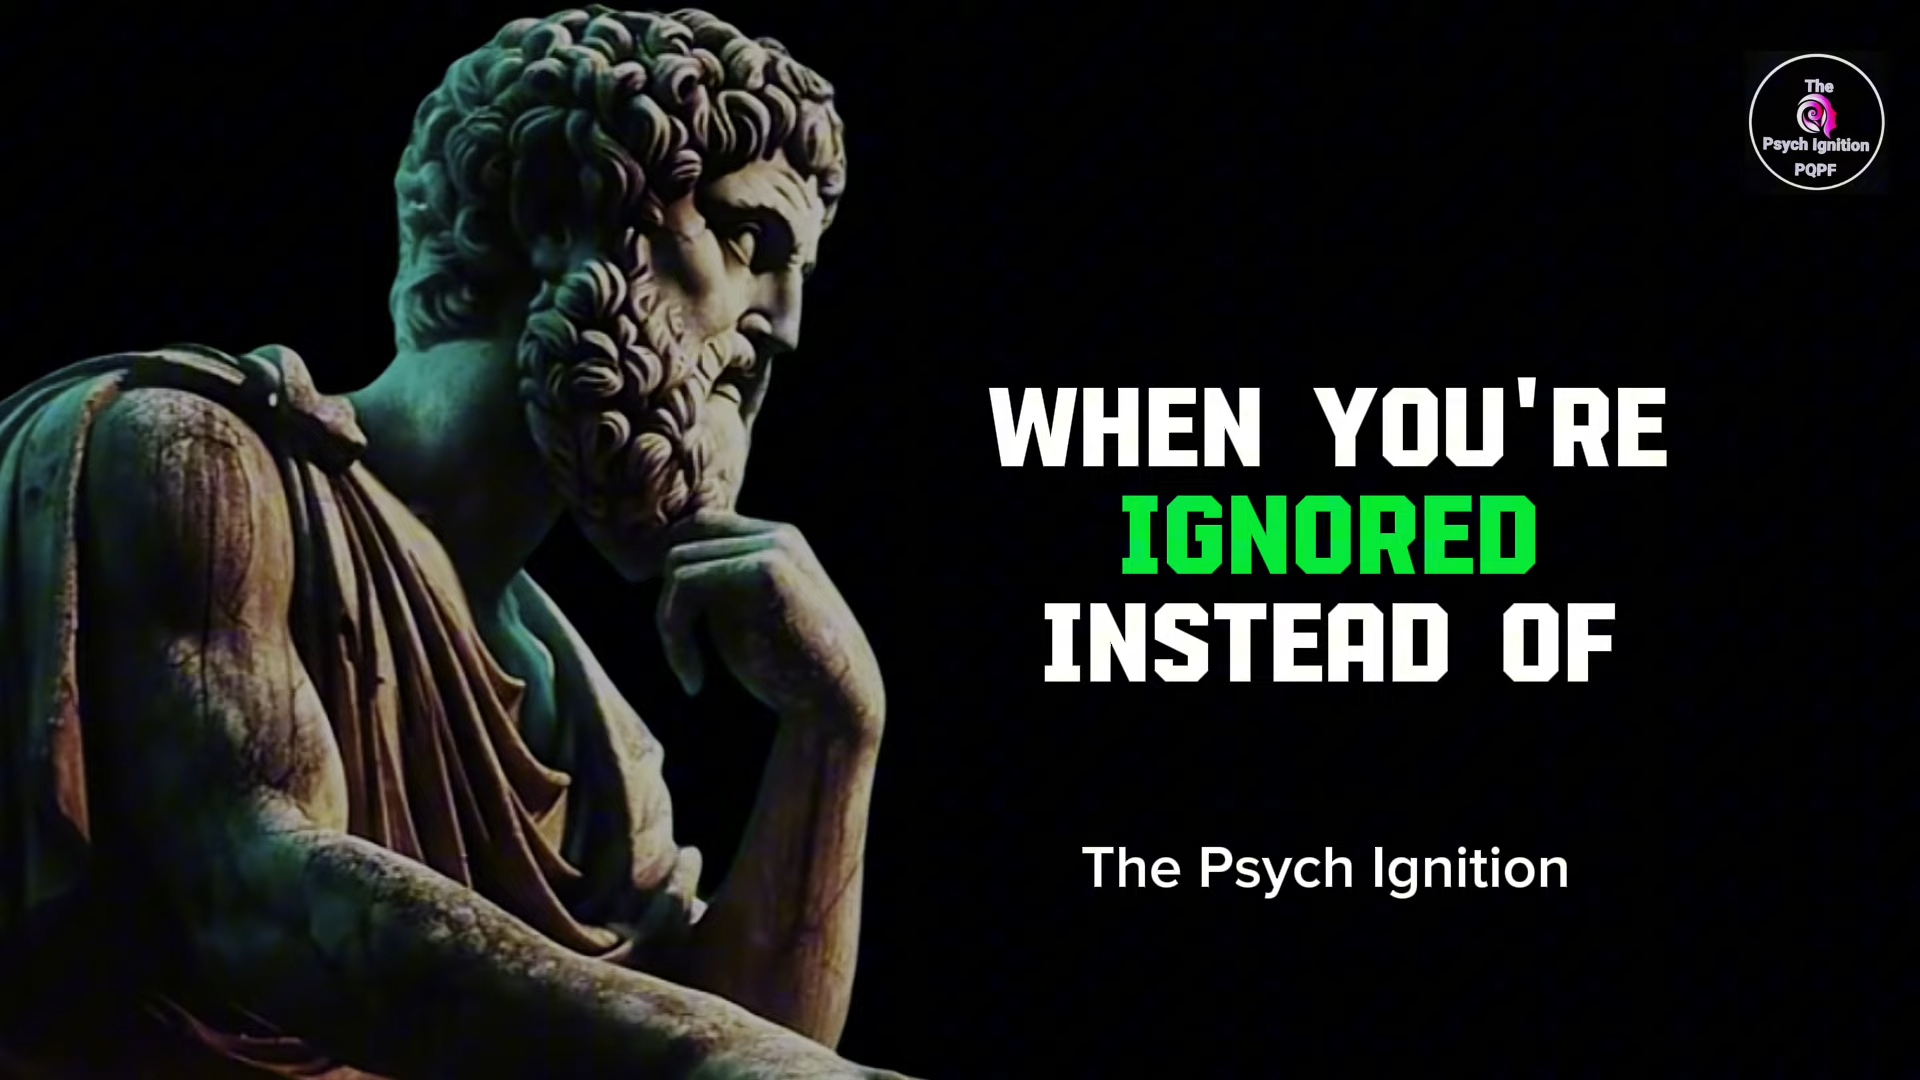 The
Psych Ignition
PQPF
WHEN YOU'RE
IGNORED
INSTEAD OF
The Psych Ignition